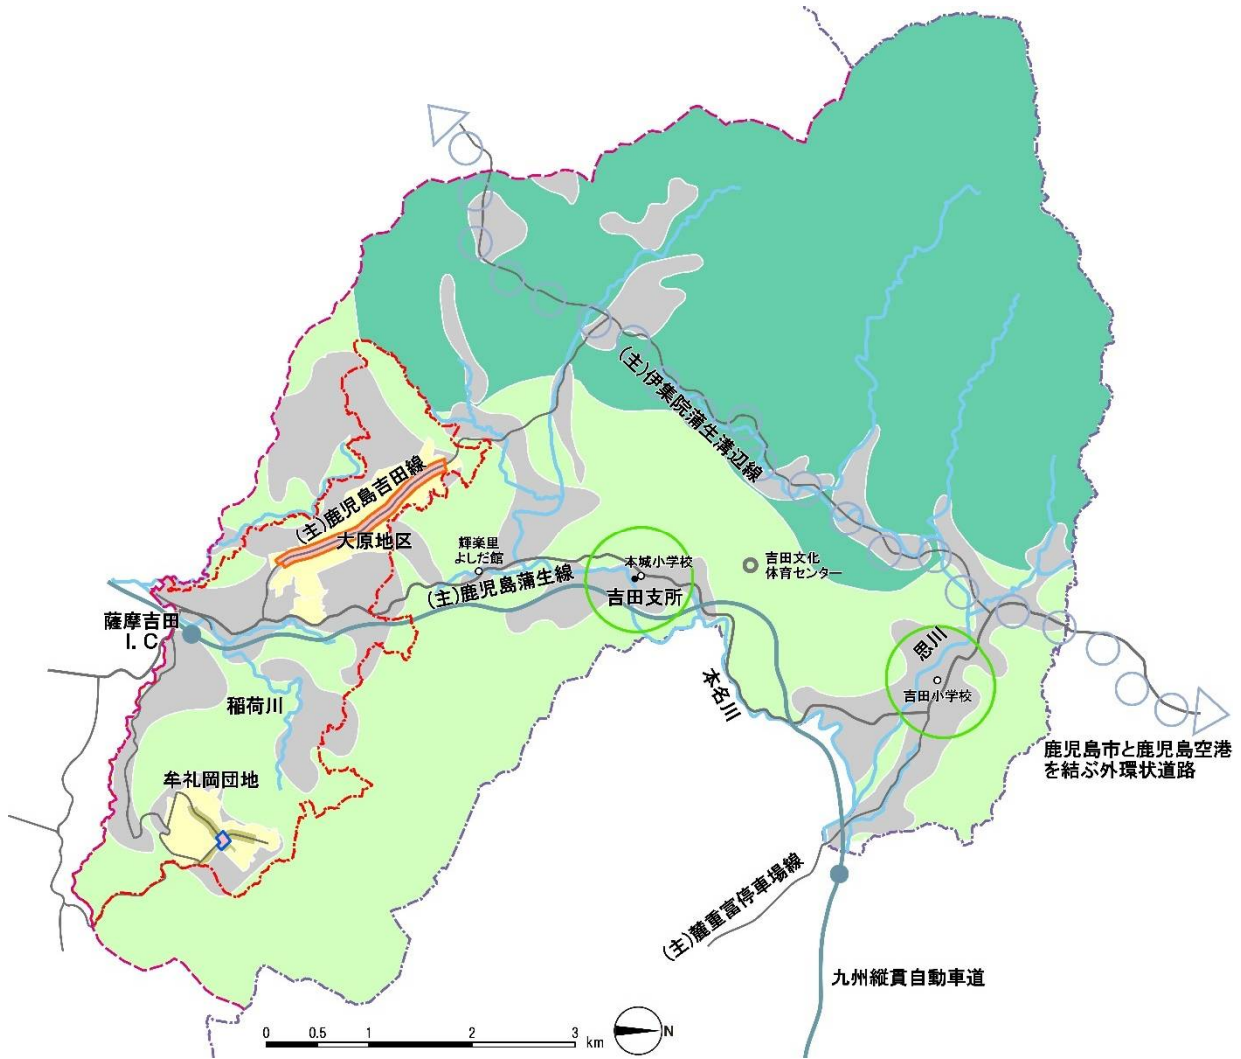 (主)伊集院蒲生溝辺線
(主)鹿児島吉田線
大原地区
輝楽里
よしだ館
(主)鹿児島蒲生線
本城小学校
吉田支所
吉田文化
体育センター
薩摩吉田
I. C
稲荷川
本名川
思川
吉田小学校
牟礼岡団地
鹿児島市と鹿児島空港
を結ぶ外環状道路
(主)麓重富停車場線
九州縦貫自動車道
0 0.5 1 2 3 km
N